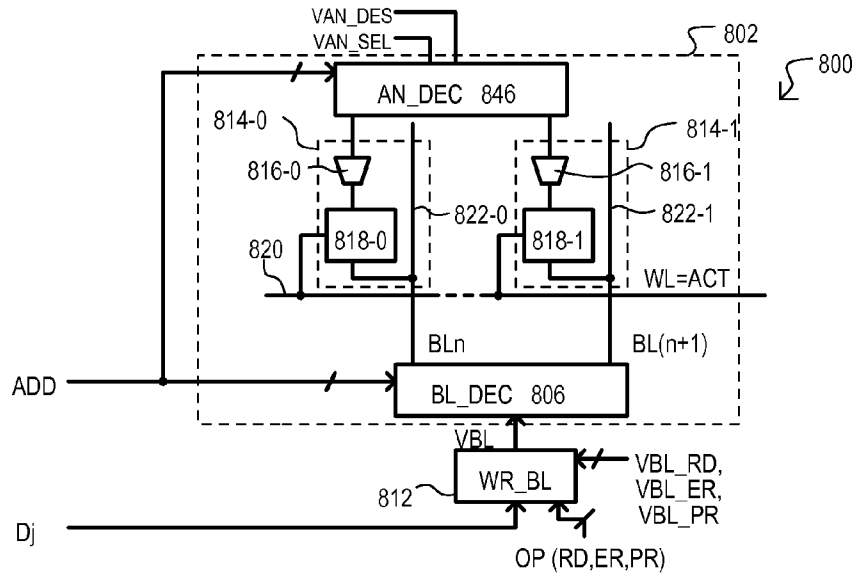 VAN_DES
VAN_SEL
802
800
AN_DEC 846
814-0
814-1
816-0
816-1
822-0
822-1
818-0
818-1
820
WL=ACT
BLn
BL(n+1)
ADD
BL_DEC 806
VBL
WR_BL
812
VBL_RD,
VBL_ER,
VBL_PR
Dj
OP (RD,ER,PR)